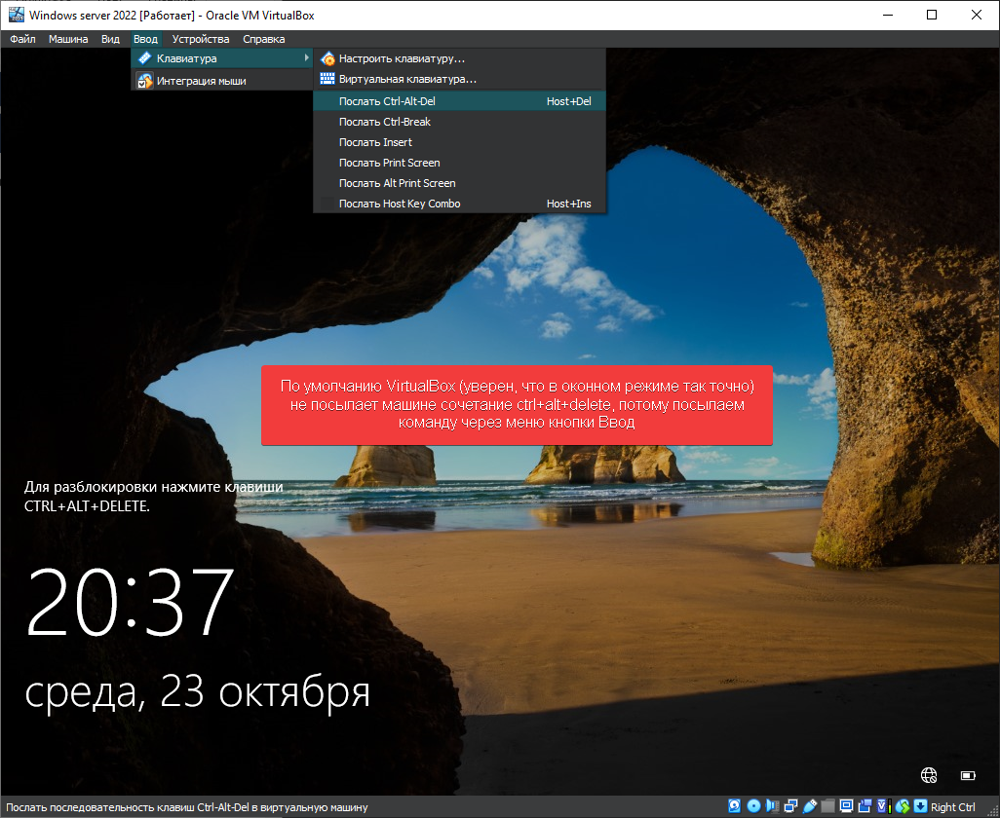 Windows server 2022 [Работает] - Oracle VM VirtualBox
Файл Машина Вид Ввод Устройства Справка
Клавиатура
Интеграция мыши
Настроить клавиатуру...
Виртуальная клавиатура...
Послать Ctrl-Alt-Del Host+Del
Послать Ctrl-Break
Послать Insert
Послать Print Screen
Послать Alt Print Screen
Послать Host Key Combo Host+Ins
По умолчанию VirtualBox (уверен, что в оконном режиме так точно)
не посылает машине сочетание ctrl+alt+delete, потому посылаем
команду через меню кнопки Ввод
Для разблокировки нажмите клавиши
CTRL+ALT+DELETE.
20:37
среда, 23 октября
Послать последовательность клавиш Ctrl-Alt-Del в виртуальную машину
Right Ctrl